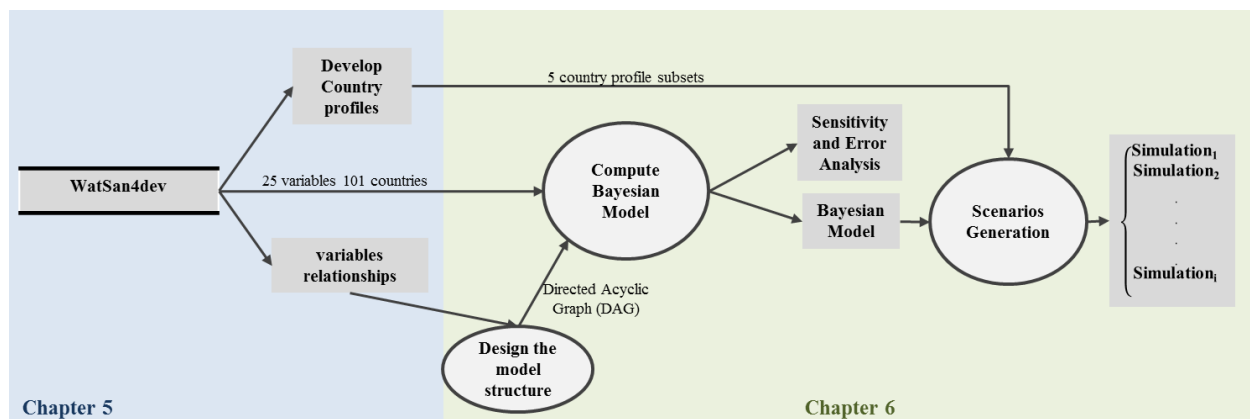 Develop
Country
profiles
5 country profile subsets
WatSan4dev
25 variables 101 countries
variables
relationships
Compute
Bayesian
Model
Directed Acyclic
Graph (DAG)
Design the
model
structure
Sensitivity
and Error
Analysis
Bayesian
Model
Scenarios
Generation
Simulation1
Simulation2
.
.
.
.
Simulationi
Chapter 5
Chapter 6